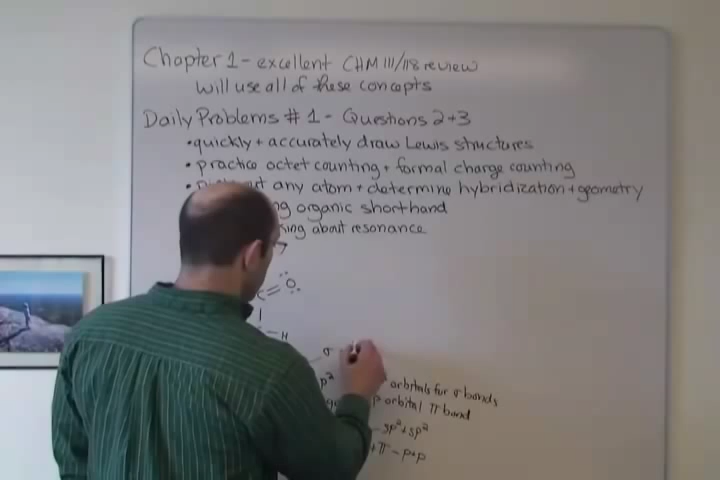 Chapter 1 - excellent CHM 111/118 review
will use all of these concepts
Daily Problems #1 - Questions 2+3
• quickly + accurately draw Lewis structures
• practice octet counting + formal charge counting
• any atom + determine hybridization + geometry
organic shorthand
about resonance
C=O
H
σ
p² orbitals for σ bonds
p orbital π bond
sp² + sp²
+ π - p+p